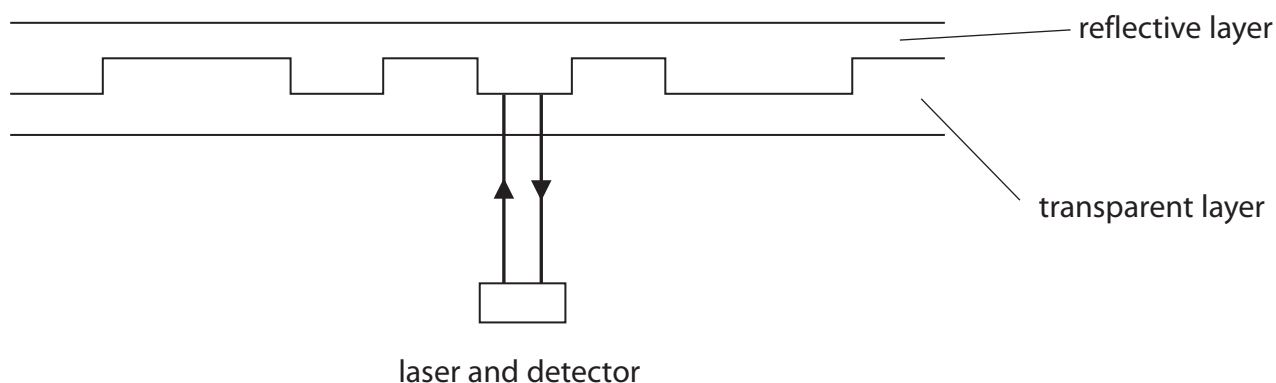 reflective layer
transparent layer
laser and detector